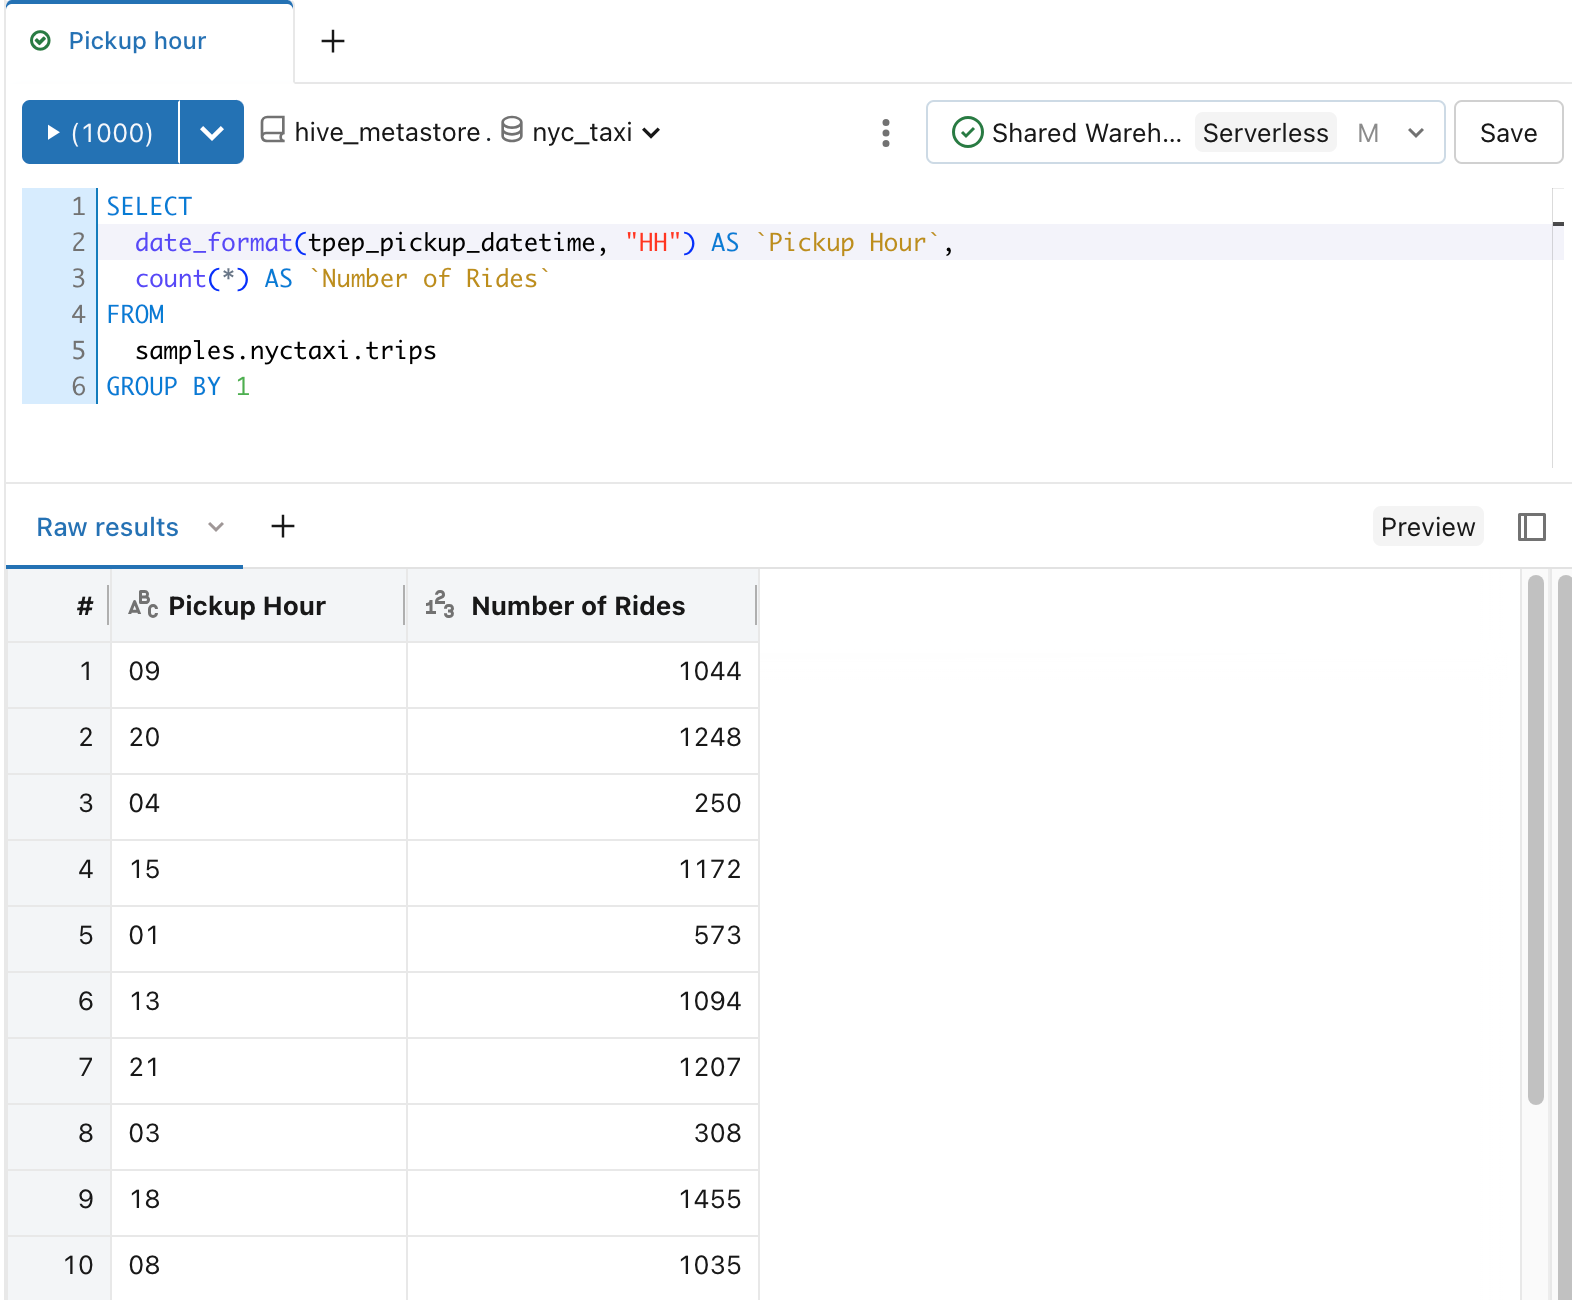 Pickup hour
(1000) hive_metastore. nyc_taxi Shared Wareh... Serverless M Save
1 SELECT
2 date_format(tpep_pickup_datetime, "HH") AS `Pickup Hour`,
3 count(*) AS `Number of Rides`
4 FROM
5 samples.nyctaxi.trips
6 GROUP BY 1
Raw results Preview
# ABC Pickup Hour 123 Number of Rides
1 09 1044
2 20 1248
3 04 250
4 15 1172
5 01 573
6 13 1094
7 21 1207
8 03 308
9 18 1455
10 08 1035